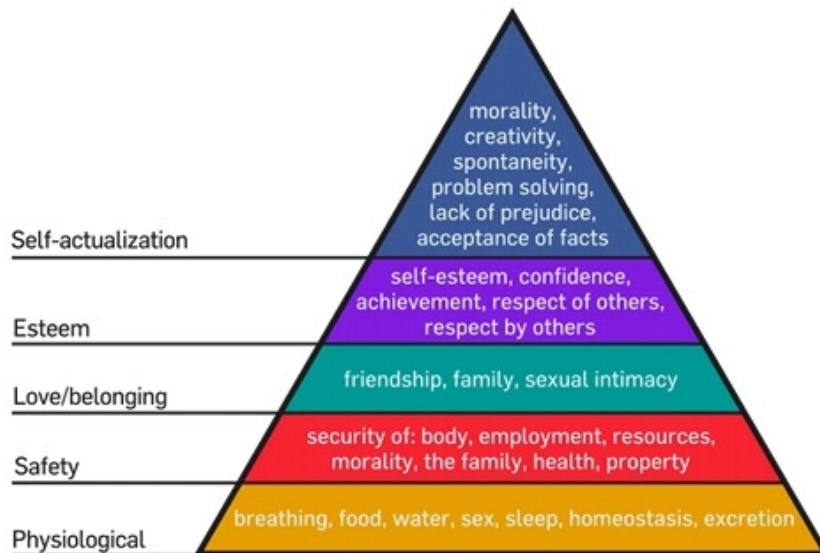 morality,
creativity,
spontaneity,
problem solving,
lack of prejudice,
acceptance of facts
Self-actualization
self-esteem, confidence,
achievement, respect of others,
respect by others
Esteem
friendship, family, sexual intimacy
Love/belonging
security of: body, employment, resources,
morality, the family, health, property
Safety
breathing, food, water, sex, sleep, homeostasis, excretion
Physiological